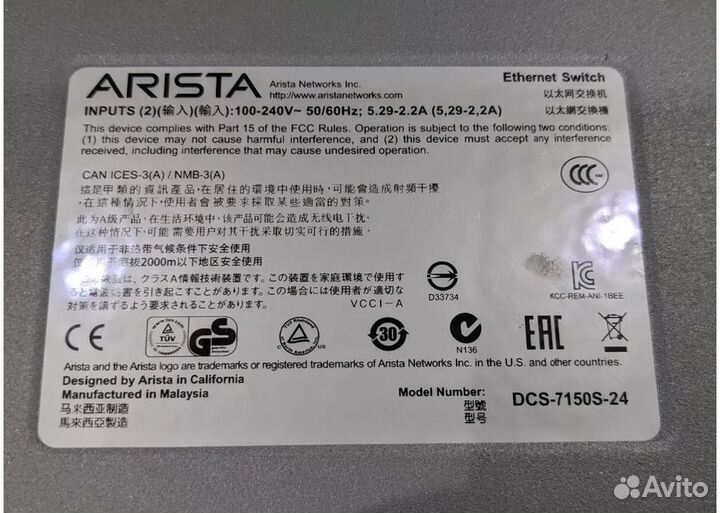 ARISTA
Arista Networks Inc.
http://www.aristanetworks.com
Ethernet Switch
以太网交换机
以太網交換機
INPUTS (2)(输入)(輸入):100-240V~ 50/60Hz; 5.29-2.2A (5,29-2,2A)
This device complies with Part 15 of the FCC Rules. Operation is subject to the following two conditions:
(1) this device may not cause harmful interference, and (2) this device must accept any interference
received, including interference that may cause undesired operation.
CAN ICES-3(A) / NMB-3(A)
這是甲類的資訊產品,在居住的環境中使用時,可能會造成射頻干擾,
在這種情況下,使用者會被要求採取某些適當的對策。
此为A级产品,在生活环境中,该产品可能会造成无线电干扰。
在这种情况下,可能需要用户对其干扰采取切实可行的措施。
仅适用于非热带气候条件下安全使用
仅适用于海拔2000m以下地区安全使用
クラスA情報技術装置です。この装置を家庭環境で使用す
ると電波妨害を引き起こすことがあります。この場合には使用者が適切な
対策を講ずるよう要求されることがあります。
VCCI-A
CCC
D33734
KCC-REM-ANI-1BEE
CE
TÜV
GS
TÜV
C
US
30
N136
EAC
Arista and the Arista logo are trademarks or registered trademarks of Arista Networks Inc. in the U.S. and other countries.
Designed by Arista in California
Manufactured in Malaysia
马来西亚制造
馬來西亞製造
Model Number:
型號
型号
DCS-7150S-24
Avito